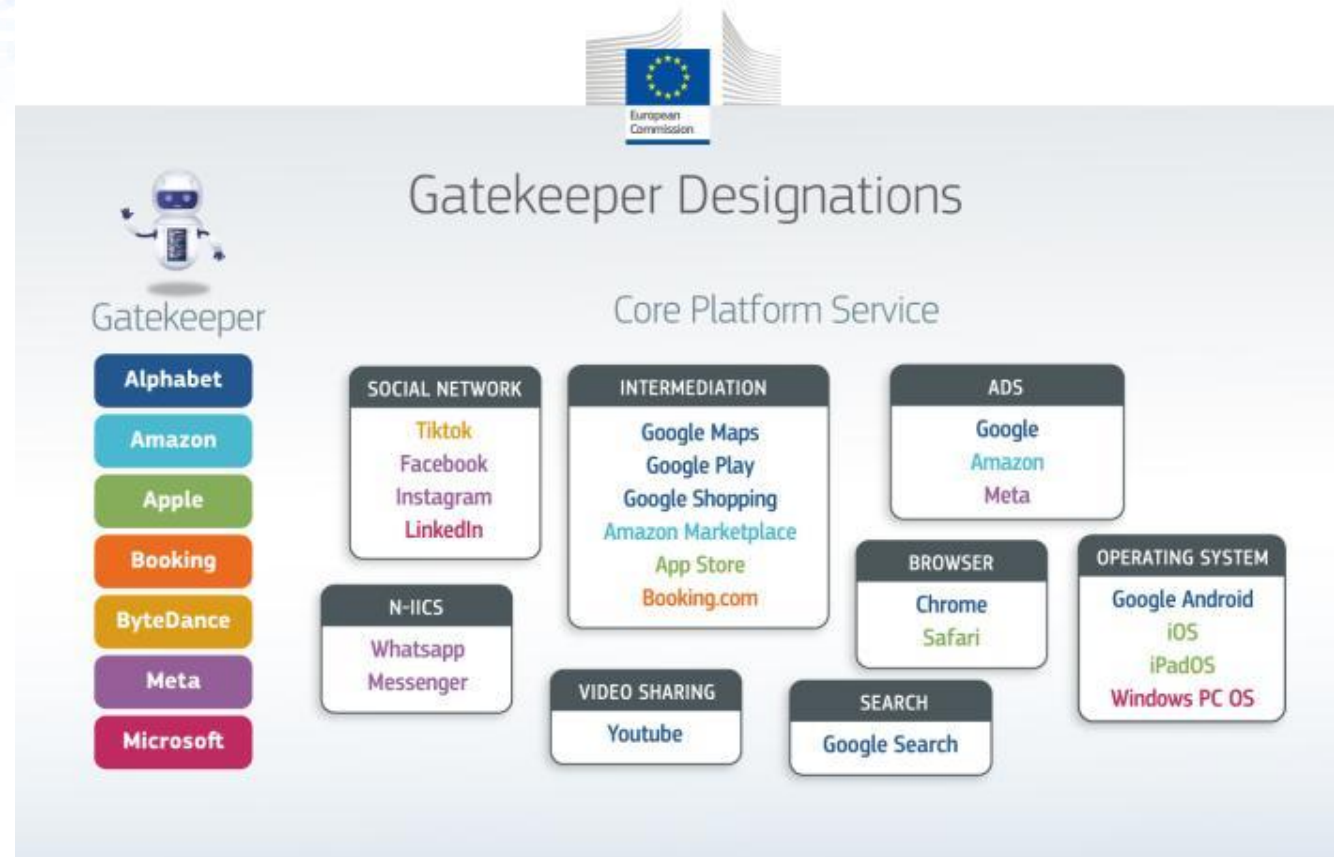 European
Commission
Gatekeeper Designations
Gatekeeper
Alphabet
Amazon
Apple
Booking
ByteDance
Meta
Microsoft
Core Platform Service
SOCIAL NETWORK
Tiktok
Facebook
Instagram
LinkedIn
INTERMEDIATION
Google Maps
Google Play
Google Shopping
Amazon Marketplace
App Store
Booking.com
ADS
Google
Amazon
Meta
N-IICS
Whatsapp
Messenger
VIDEO SHARING
Youtube
BROWSER
Chrome
Safari
SEARCH
Google Search
OPERATING SYSTEM
Google Android
iOS
iPadOS
Windows PC OS